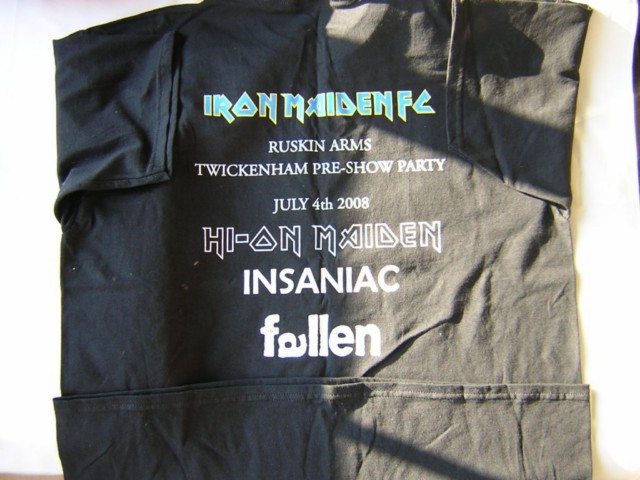 IRON MAIDEN FC
RUSKIN ARMS
TWICKENHAM PRE-SHOW PARTY
JULY 4th 2008
HI-ON MAIDEN
INSANIAC
fallen